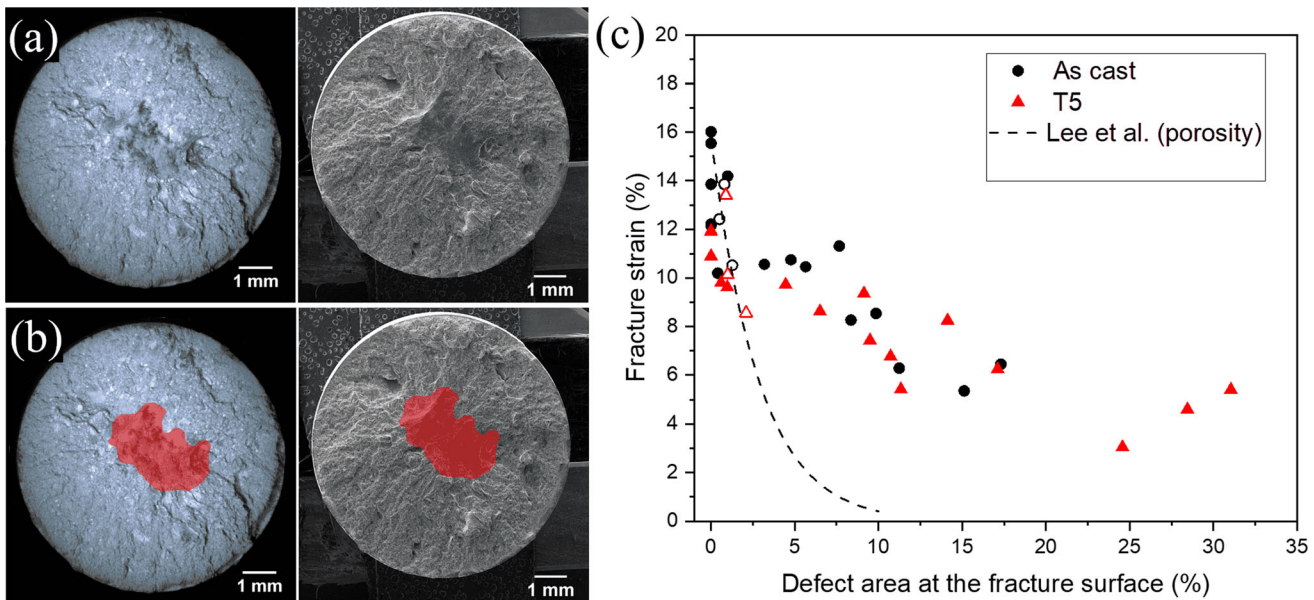 (a)
1 mm
1 mm
(b)
1 mm
1 mm
(c)
20
18
16
14
12
10
8
6
4
2
0
Fracture strain (%)
As cast
T5
Lee et al. (porosity)
0 5 10 15 20 25 30 35
Defect area at the fracture surface (%)